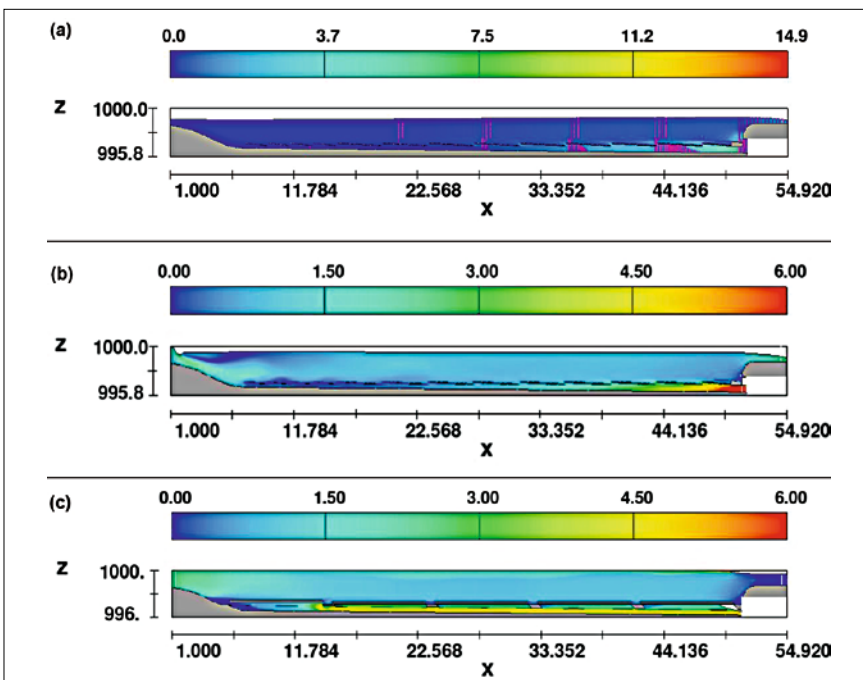 (a)
0.0 3.7 7.5 11.2 14.9
Z 1000.0
995.8
1.000 11.784 22.568 33.352 44.136 54.920
X
(b)
0.00 1.50 3.00 4.50 6.00
Z 1000.0
995.8
1.000 11.784 22.568 33.352 44.136 54.920
X
(c)
0.00 1.50 3.00 4.50 6.00
Z 1000.
996.
1.000 11.784 22.568 33.352 44.136 54.920
X